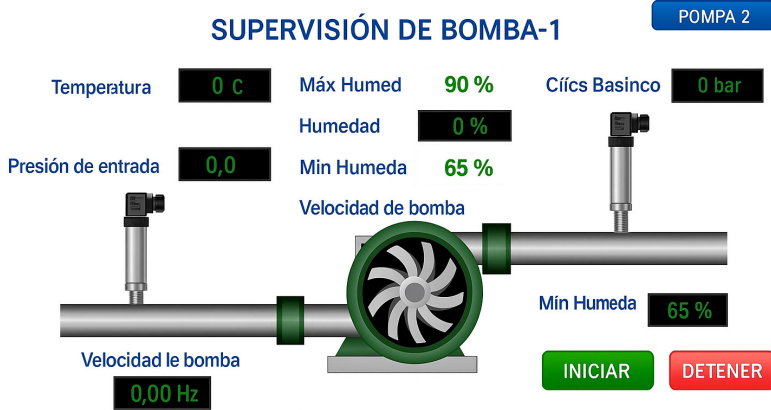 POMPA 2
SUPERVISIÓN DE BOMBA-1
Temperatura 0 C
Máx Humed 90 %
Cíícs Basinco 0 bar
Humedad 0 %
Presión de entrada 0,0
Min Humeda 65 %
Velocidad de bomba
Mín Humeda 65 %
Velocidad le bomba
0,00 Hz
INICIAR
DETENER